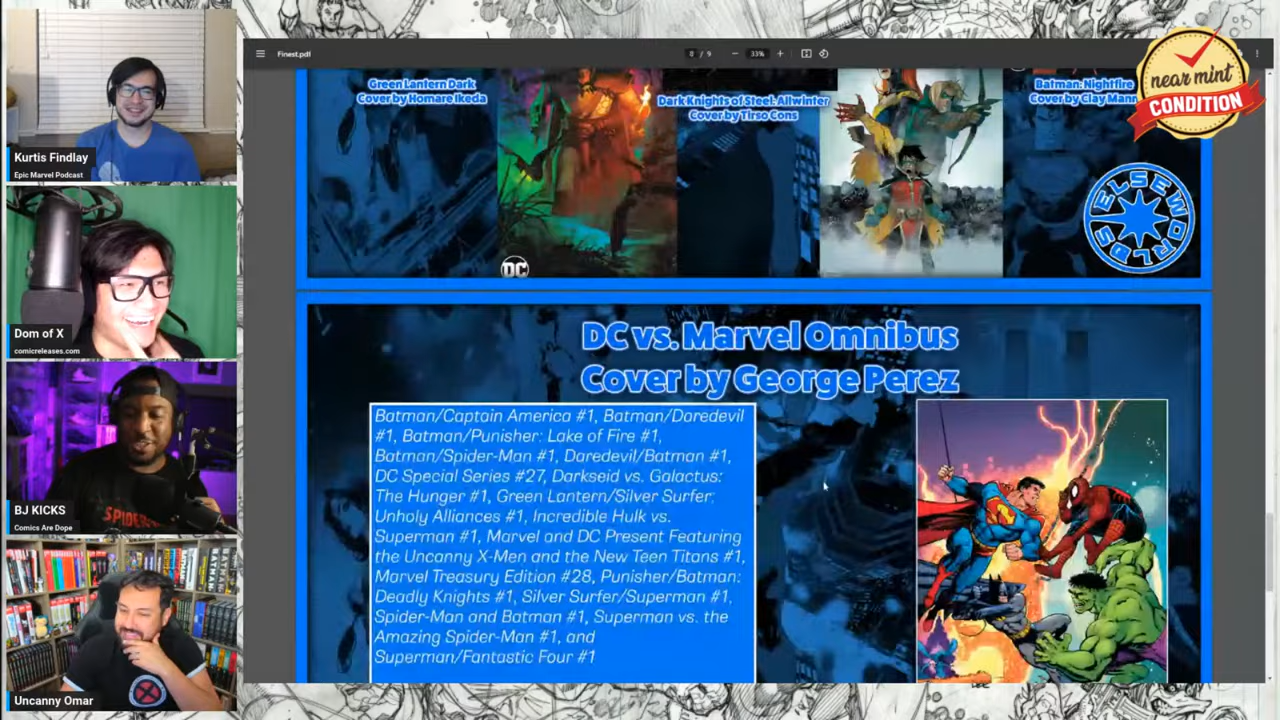 Finest.pdf
8 / 9
33%
near mint
CONDITION
Kurtis Findlay
Epic Marvel Podcast
Dom of X
comicreleases.com
BJ KICKS
Comics Are Dope
Uncanny Omar
Green Lantern Dark
Cover by Homare Ikeda
Dark Knights of Steel: Allwinter
Cover by Tirso Cons
Batman: Nightfire
Cover by Clay Mann
DC
ELSEWORLDS
DC vs. Marvel Omnibus
Cover by George Perez
Batman/Captain America #1, Batman/Daredevil
#1, Batman/Punisher: Lake of Fire #1,
Batman/Spider-Man #1, Daredevil/Batman #1,
DC Special Series #27, Darkseid vs. Galactus:
The Hunger #1, Green Lantern/Silver Surfer:
Unholy Alliances #1, Incredible Hulk vs.
Superman #1, Marvel and DC Present Featuring
the Uncanny X-Men and the New Teen Titans #1,
Marvel Treasury Edition #28, Punisher/Batman:
Deadly Knights #1, Silver Surfer/Superman #1,
Spider-Man and Batman #1, Superman vs. the
Amazing Spider-Man #1, and
Superman/Fantastic Four #1